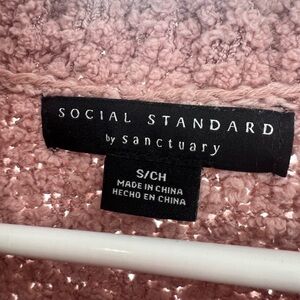 SOCIAL STANDARD
by sanctuary
S/CH
MADE IN CHINA
HECHO EN CHINA